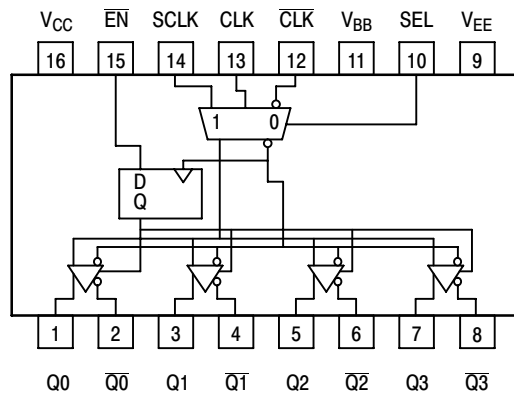 VCC EN SCLK CLK CLK VBB SEL VEE
16 15 14 13 12 11 10 9
1 0
D
Q
1 2 3 4 5 6 7 8
Q0 Q0 Q1 Q1 Q2 Q2 Q3 Q3